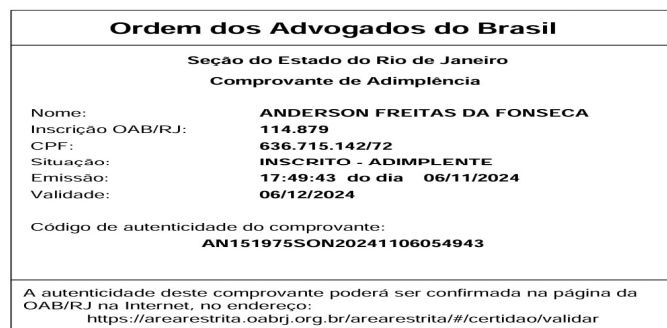 Ordem dos Advogados do Brasil
Seção do Estado do Rio de Janeiro
Comprovante de Adimplência
Nome: ANDERSON FREITAS DA FONSECA
Inscrição OAB/RJ: 114.879
CPF: 636.715.142/72
Situação: INSCRITO - ADIMPLENTE
Emissão: 17:49:43 do dia 06/11/2024
Validade: 06/12/2024
Código de autenticidade do comprovante:
AN151975SON20241106054943
A autenticidade deste comprovante poderá ser confirmada na página da
OAB/RJ na Internet, no endereço:
https://arearestrita.oabrj.org.br/arearestrita/#/certidao/validar